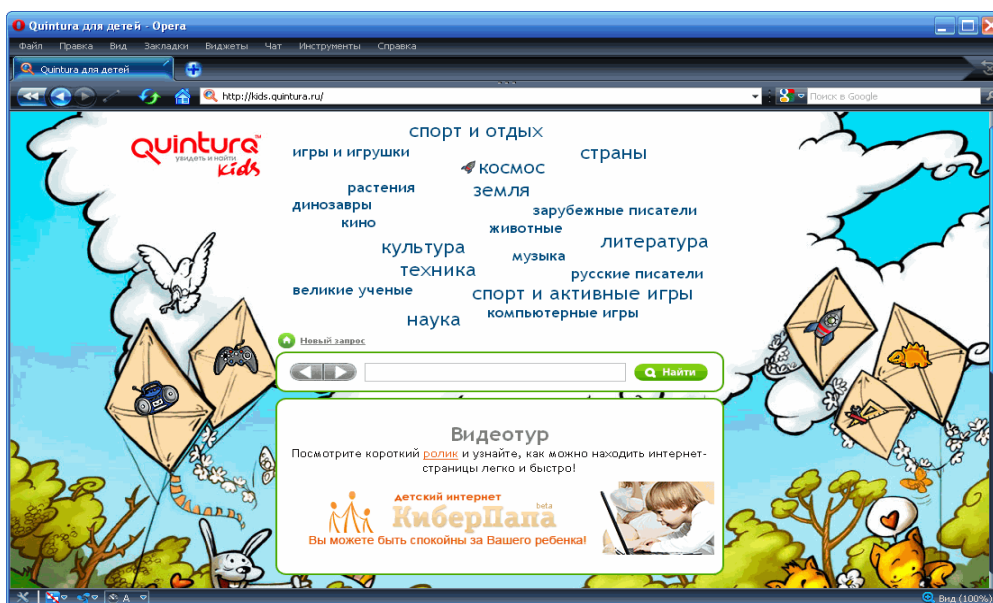 Quintura для детей - Opera
Файл Правка Вид Закладки Виджеты Чат Инструменты Справка
Quintura для детей
http://kids.quintura.ru/
Поиск в Google
quintura™
увидеть и найти
kids
спорт и отдых
игры и игрушки
страны
космос
растения
земля
динозавры
зарубежные писатели
кино
животные
культура
литература
музыка
техника
русские писатели
великие ученые
спорт и активные игры
компьютерные игры
наука
Новый запрос
Найти
Видеотур
Посмотрите короткий ролик и узнайте, как можно находить интернет-
страницы легко и быстро!
детский интернет
beta
КиберПапа
Вы можете быть спокойны за Вашего ребенка!
A
Вид (100%)